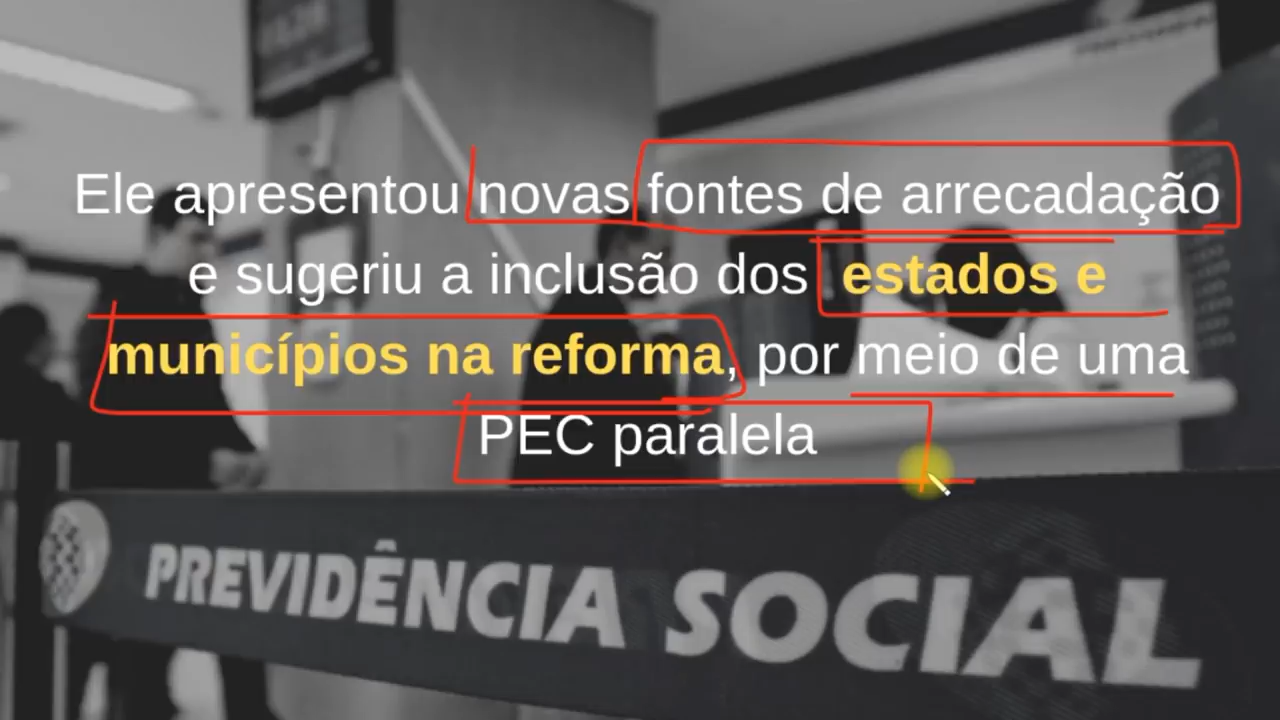 Ele apresentou novas fontes de arrecadação
e sugeriu a inclusão dos estados e
municípios na reforma, por meio de uma
PEC paralela
PREVIDÊNCIA SOCIAL